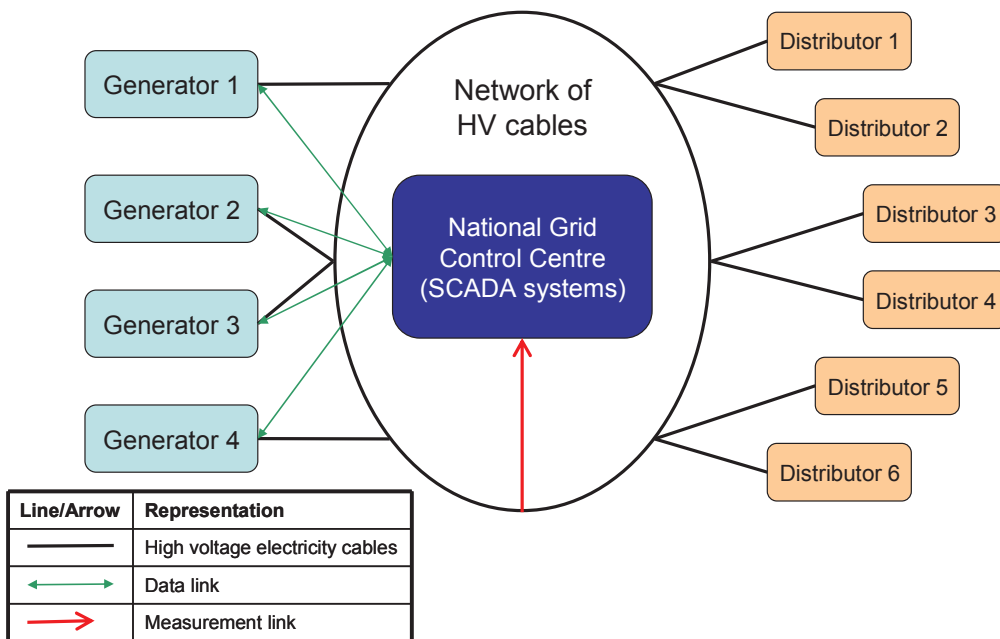 Generator 1
Generator 2
Generator 3
Generator 4
Network of
HV cables
National Grid
Control Centre
(SCADA systems)
Distributor 1
Distributor 2
Distributor 3
Distributor 4
Distributor 5
Distributor 6
Line/Arrow Representation
High voltage electricity cables
Data link
Measurement link